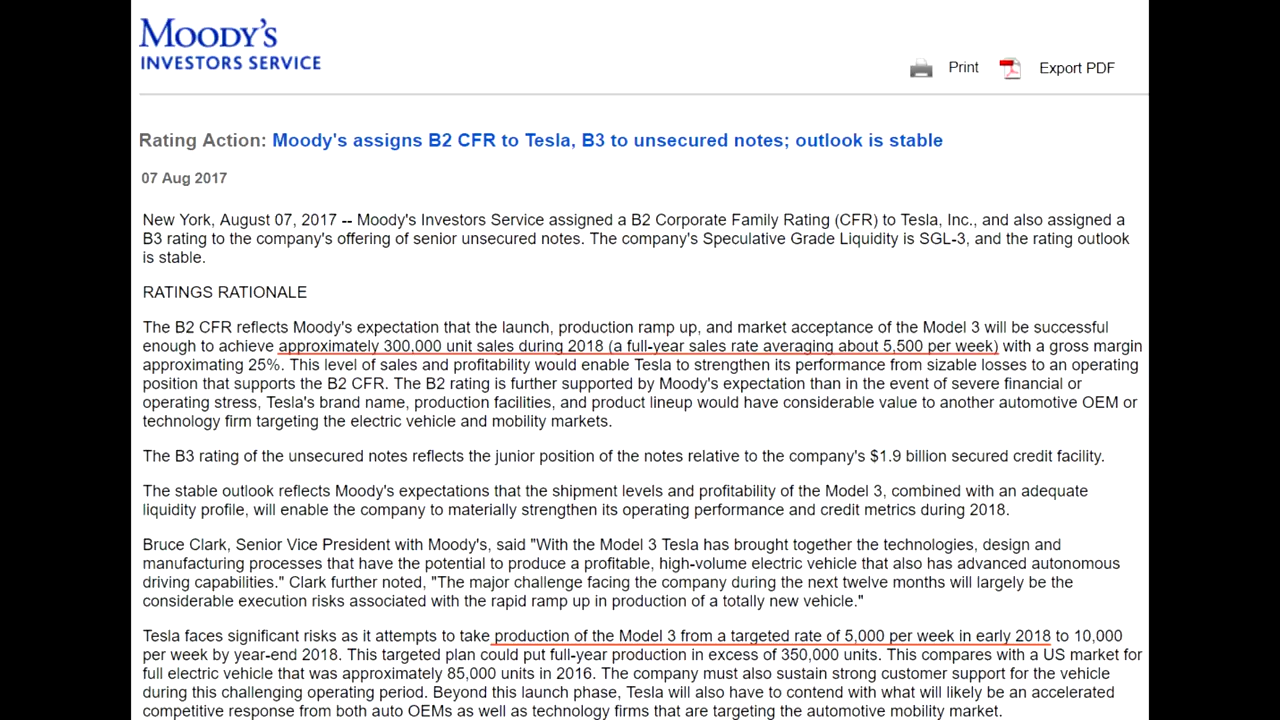 MOODY'S
INVESTORS SERVICE
Print
Export PDF
Rating Action: Moody's assigns B2 CFR to Tesla, B3 to unsecured notes; outlook is stable
07 Aug 2017
New York, August 07, 2017 -- Moody's Investors Service assigned a B2 Corporate Family Rating (CFR) to Tesla, Inc., and also assigned a
B3 rating to the company's offering of senior unsecured notes. The company's Speculative Grade Liquidity is SGL-3, and the rating outlook
is stable.
RATINGS RATIONALE
The B2 CFR reflects Moody's expectation that the launch, production ramp up, and market acceptance of the Model 3 will be successful
enough to achieve approximately 300,000 unit sales during 2018 (a full-year sales rate averaging about 5,500 per week) with a gross margin
approximating 25%. This level of sales and profitability would enable Tesla to strengthen its performance from sizable losses to an operating
position that supports the B2 CFR. The B2 rating is further supported by Moody's expectation than in the event of severe financial or
operating stress, Tesla's brand name, production facilities, and product lineup would have considerable value to another automotive OEM or
technology firm targeting the electric vehicle and mobility markets.
The B3 rating of the unsecured notes reflects the junior position of the notes relative to the company's $1.9 billion secured credit facility.
The stable outlook reflects Moody's expectations that the shipment levels and profitability of the Model 3, combined with an adequate
liquidity profile, will enable the company to materially strengthen its operating performance and credit metrics during 2018.
Bruce Clark, Senior Vice President with Moody's, said "With the Model 3 Tesla has brought together the technologies, design and
manufacturing processes that have the potential to produce a profitable, high-volume electric vehicle that also has advanced autonomous
driving capabilities." Clark further noted, "The major challenge facing the company during the next twelve months will largely be the
considerable execution risks associated with the rapid ramp up in production of a totally new vehicle."
Tesla faces significant risks as it attempts to take production of the Model 3 from a targeted rate of 5,000 per week in early 2018 to 10,000
per week by year-end 2018. This targeted plan could put full-year production in excess of 350,000 units. This compares with a US market for
full electric vehicle that was approximately 85,000 units in 2016. The company must also sustain strong customer support for the vehicle
during this challenging operating period. Beyond this launch phase, Tesla will also have to contend with what will likely be an accelerated
competitive response from both auto OEMs as well as technology firms that are targeting the automotive mobility market.